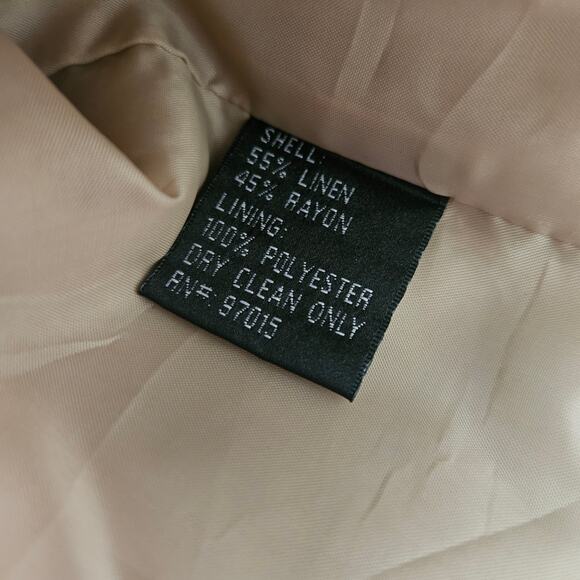 SHELL:
55% LINEN
45% RAYON
LINING:
100% POLYESTER
DRY CLEAN ONLY
RN#: 97015